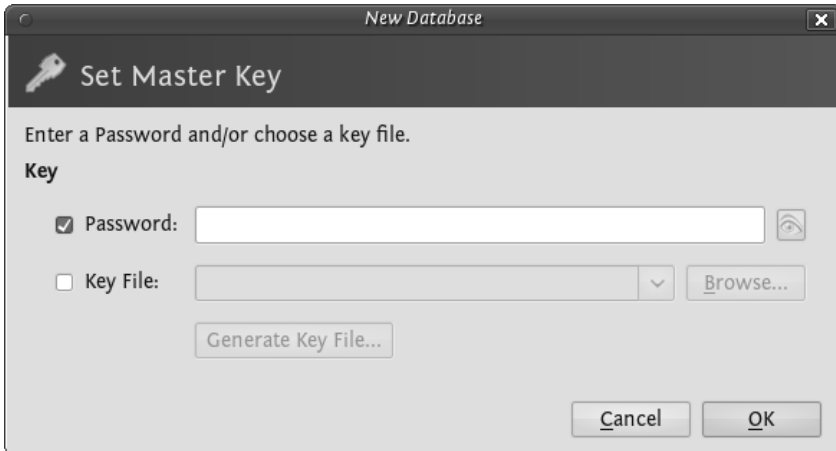 New Database
Set Master Key
Enter a Password and/or choose a key file.
Key
Password:
Key File:
Browse...
Generate Key File...
Cancel
OK